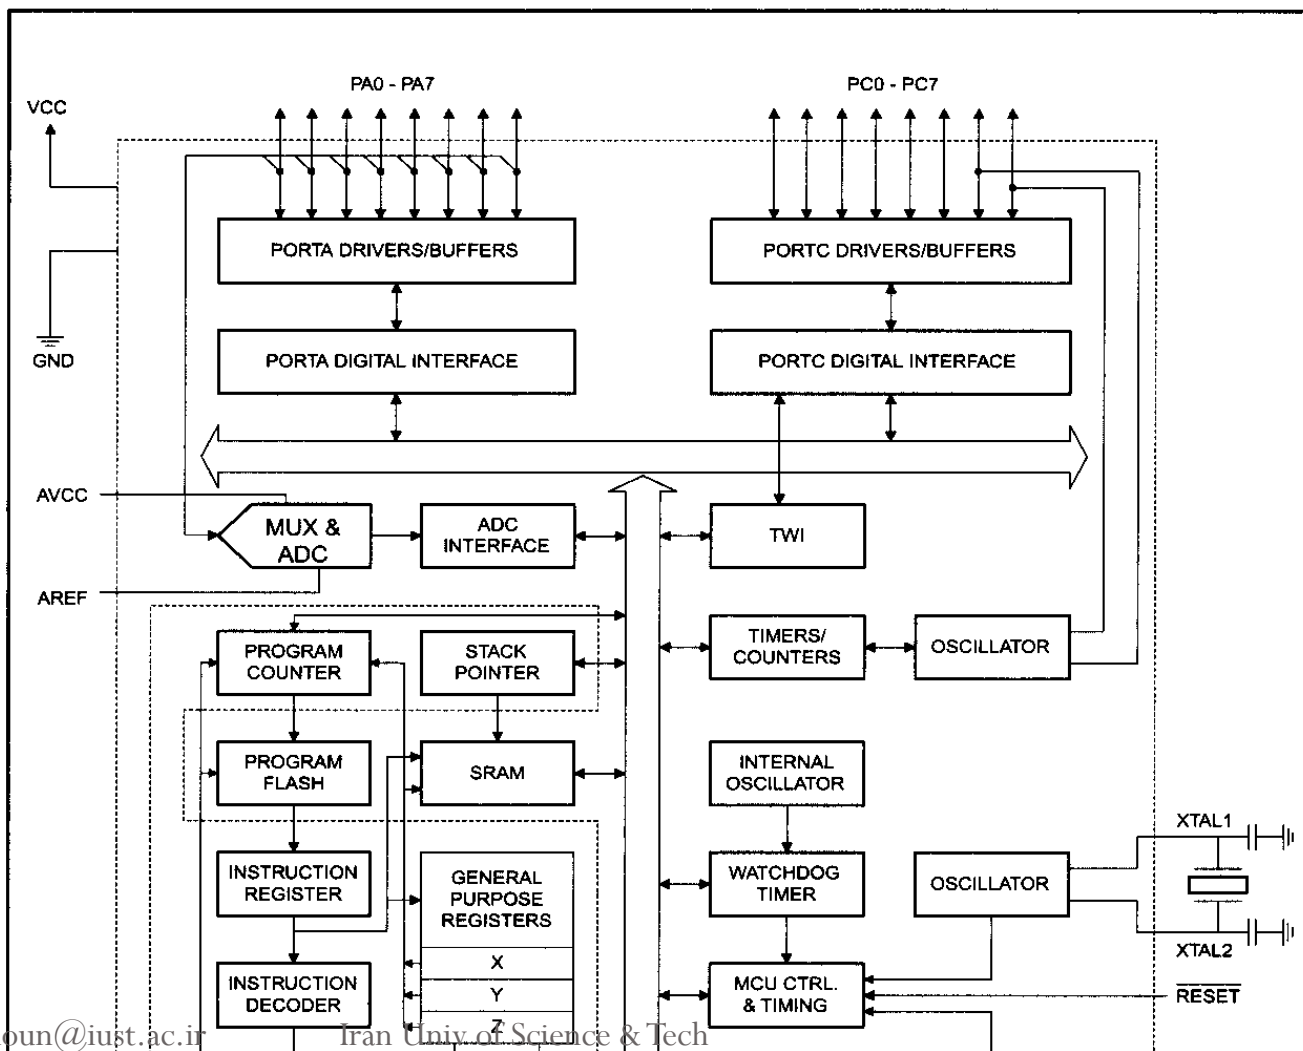 PA0 - PA7
PC0 - PC7
VCC
PORTA DRIVERS/BUFFERS
PORTC DRIVERS/BUFFERS
GND
PORTA DIGITAL INTERFACE
PORTC DIGITAL INTERFACE
AVCC
MUX &
ADC
ADC
INTERFACE
TWI
AREF
PROGRAM
COUNTER
STACK
POINTER
TIMERS/
COUNTERS
OSCILLATOR
PROGRAM
FLASH
SRAM
INTERNAL
OSCILLATOR
XTAL1
INSTRUCTION
REGISTER
GENERAL
PURPOSE
REGISTERS
WATCHDOG
TIMER
OSCILLATOR
XTAL2
X
Y
Z
INSTRUCTION
DECODER
MCU CTRL.
& TIMING
RESET
oun@iust.ac.ir
Iran Univ of Science & Tech